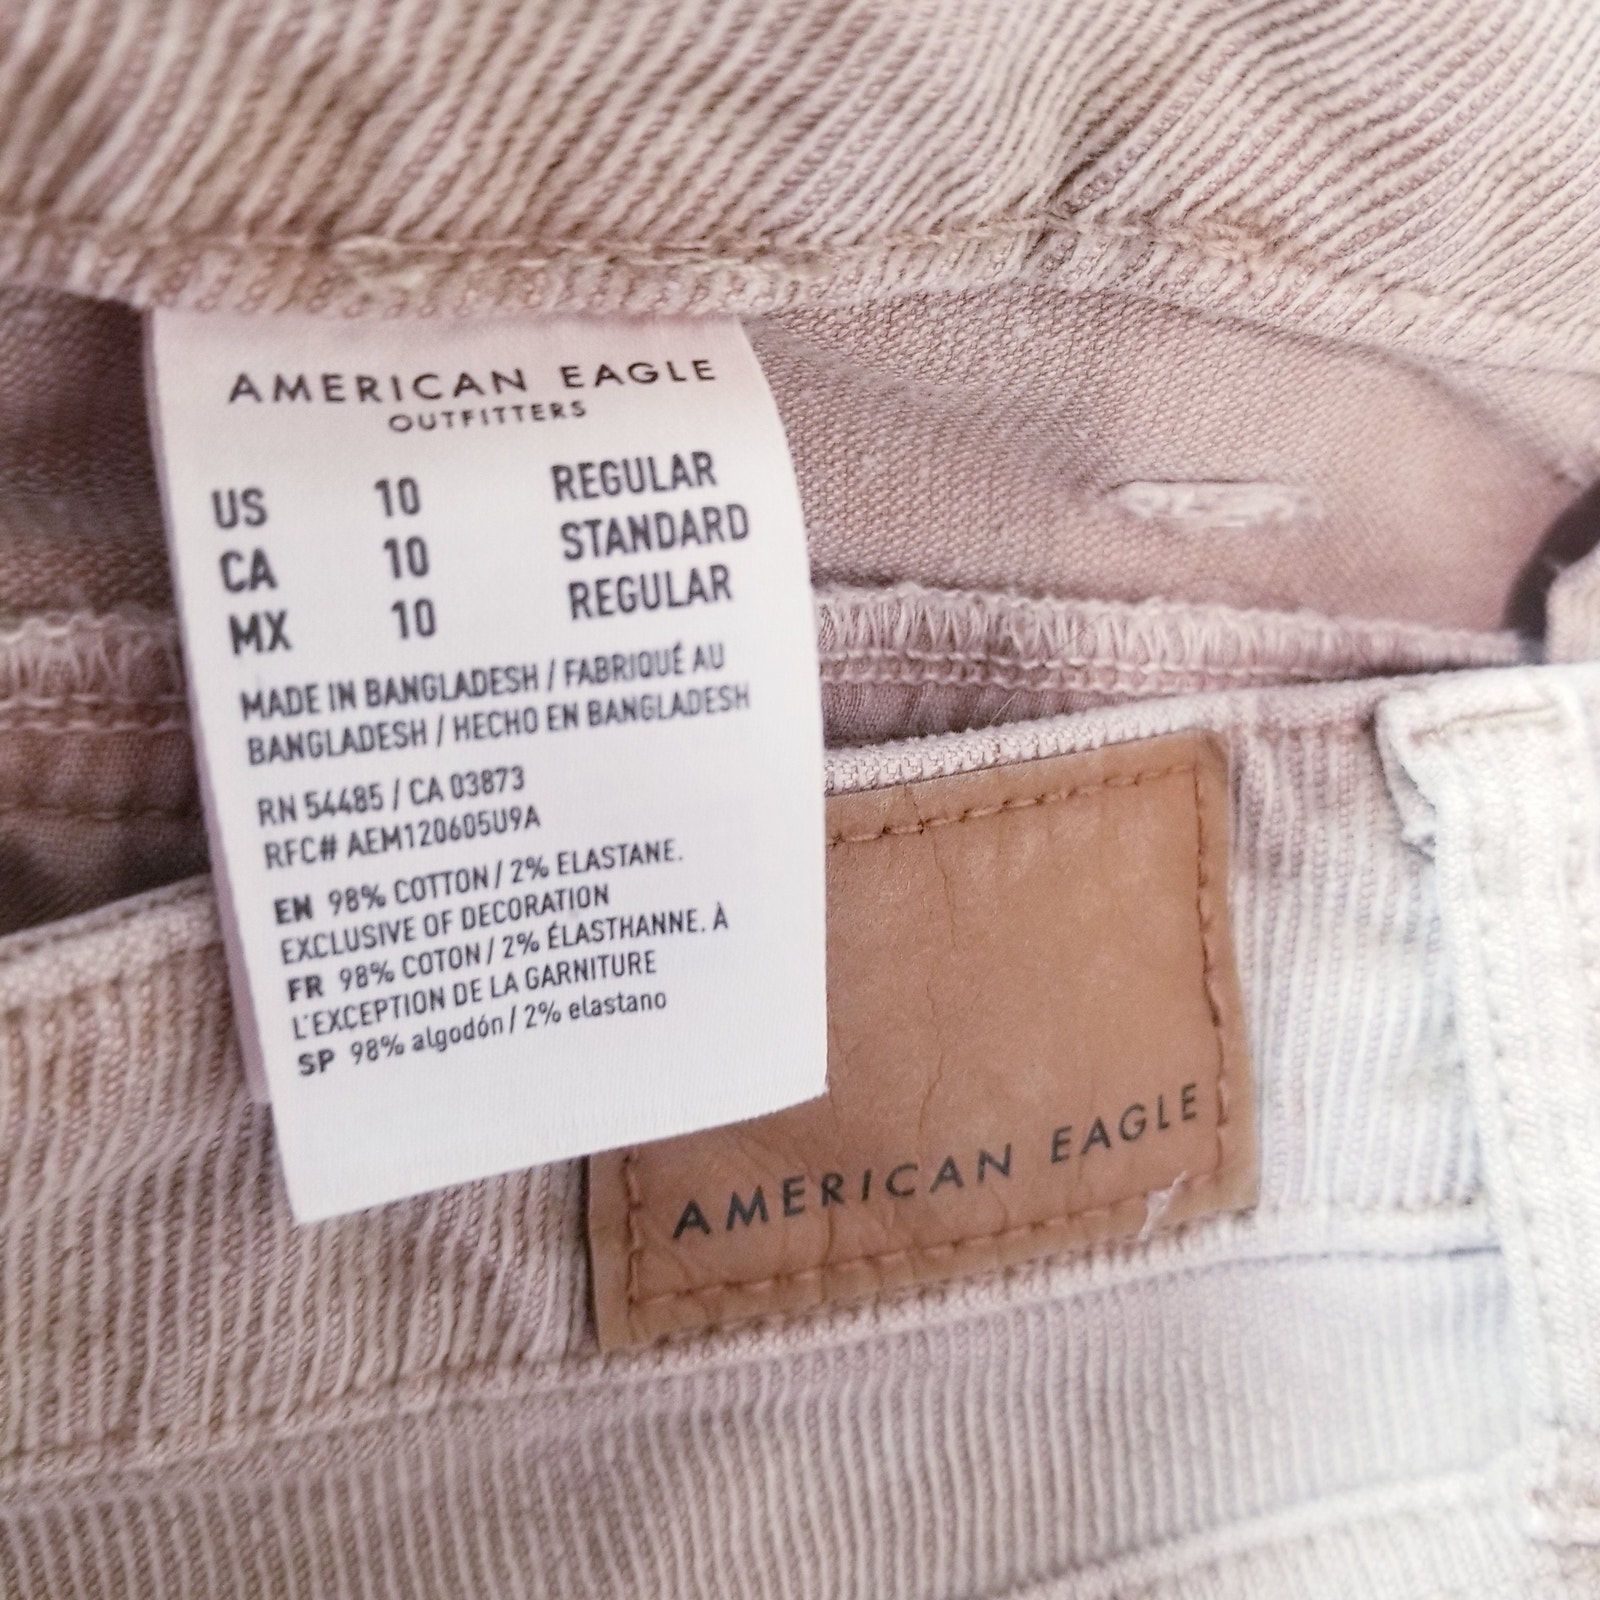 AMERICAN EAGLE
OUTFITTERS
US 10 REGULAR
CA 10 STANDARD
MX 10 REGULAR
MADE IN BANGLADESH / FABRIQUÉ AU
BANGLADESH / HECHO EN BANGLADESH
RN 54485 / CA 03873
RFC# AEM120605U9A
EN 98% COTTON / 2% ELASTANE.
EXCLUSIVE OF DECORATION
FR 98% COTON / 2% ÉLASTHANNE. À
L'EXCEPTION DE LA GARNITURE
SP 98% algodón / 2% elastano
AMERICAN EAGLE